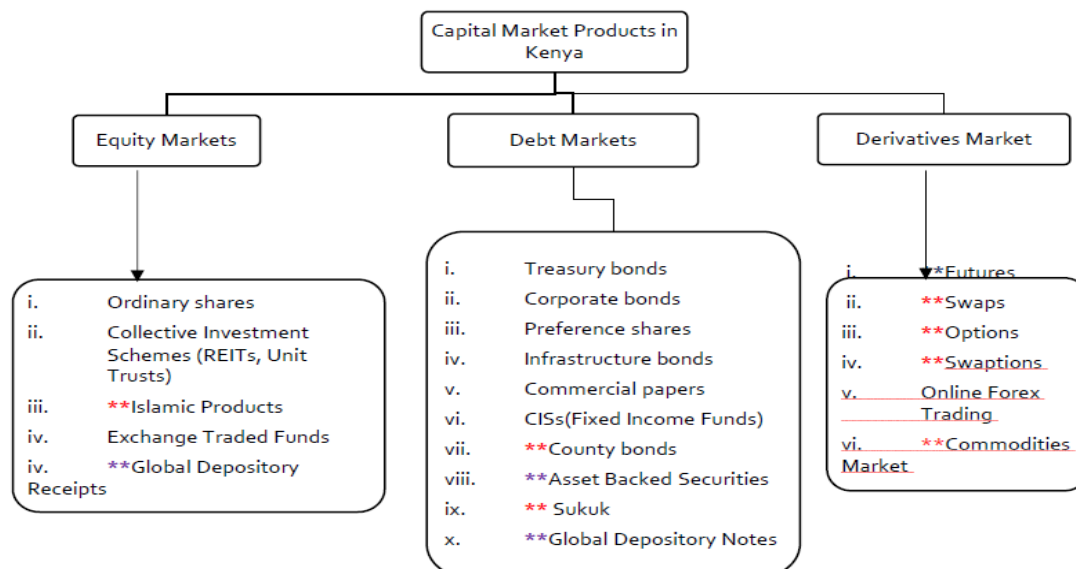 Capital Market Products in
Kenya
Equity Markets
Debt Markets
Derivatives Market
i. Ordinary shares
ii. Collective Investment
Schemes (REITs, Unit
Trusts)
iii. **Islamic Products
iv. Exchange Traded Funds
iv. **Global Depository
Receipts
i. Treasury bonds
ii. Corporate bonds
iii. Preference shares
iv. Infrastructure bonds
v. Commercial papers
vi. CISs(Fixed Income Funds)
vii. **County bonds
viii. **Asset Backed Securities
ix. ** Sukuk
x. **Global Depository Notes
i. **Futures
ii. **Swaps
iii. **Options
iv. **Swaptions
v. Online Forex
Trading
vi. **Commodities
Market